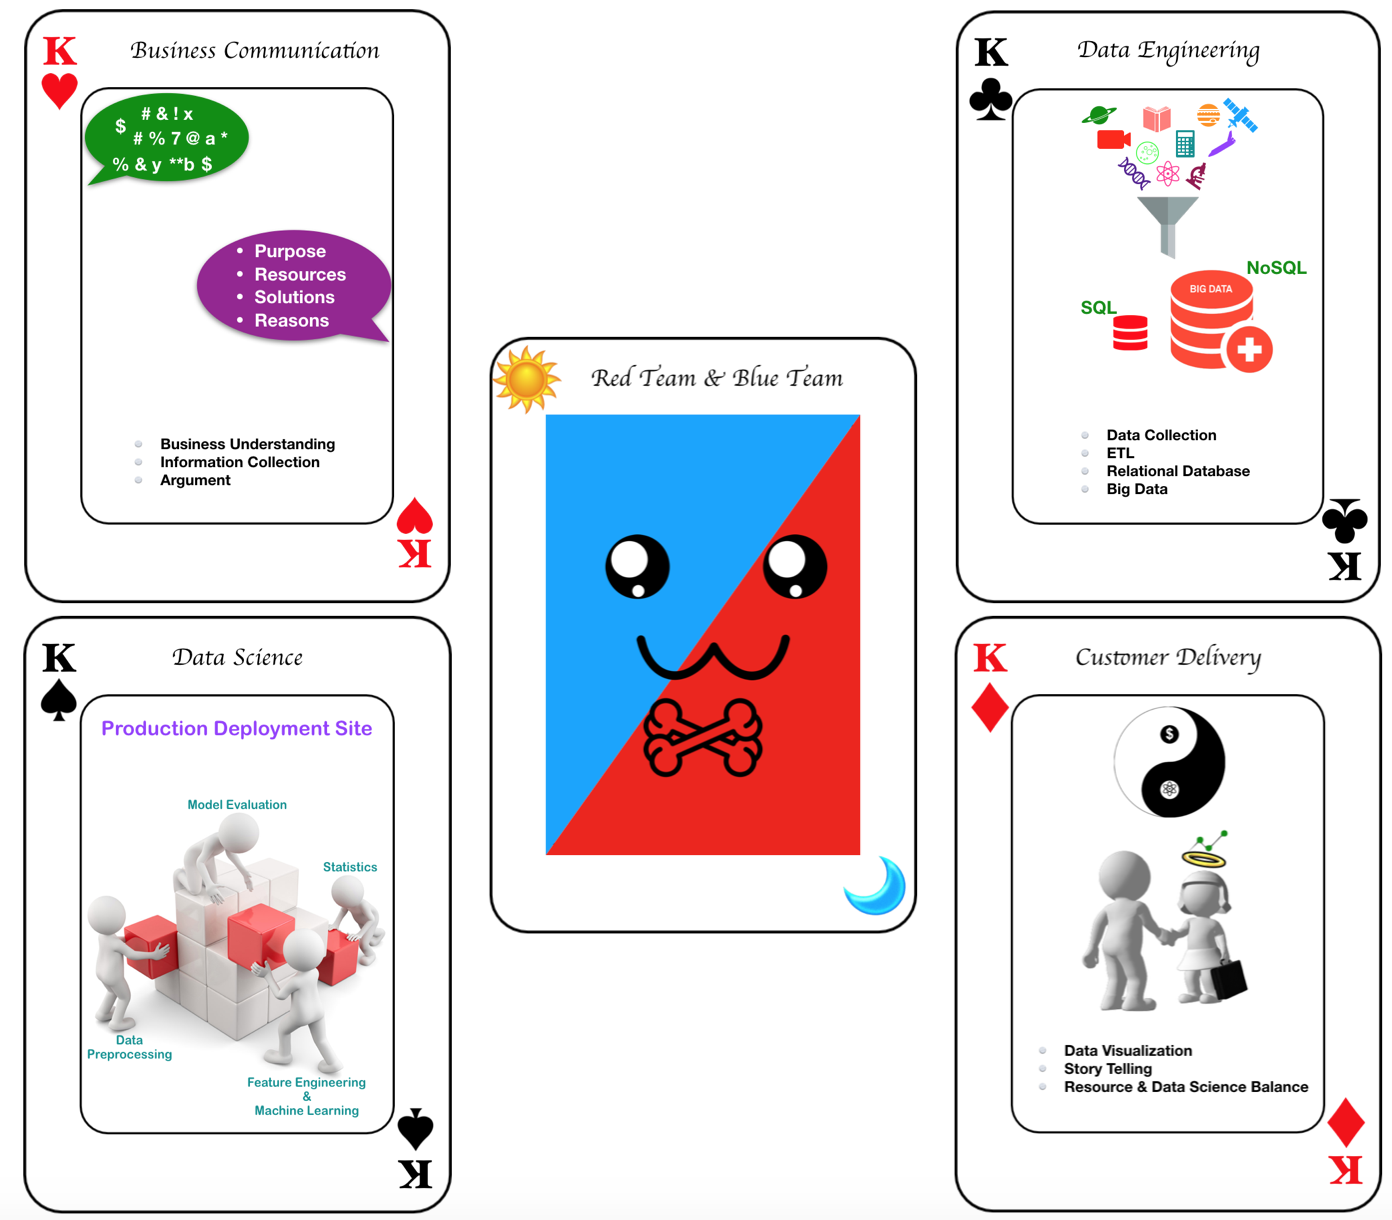 K
Business Communication
# & ! x
$
# % 7 @ a *
% & y **b $
• Purpose
• Resources
• Solutions
• Reasons
Business Understanding
Information Collection
Argument
K
K
Data Engineering
NoSQL
BIG DATA
SQL
Data Collection
ETL
Relational Database
Big Data
K
Red Team & Blue Team
K
Data Science
Production Deployment Site
Model Evaluation
Statistics
Data
Preprocessing
Feature Engineering
&
Machine Learning
K
K
Customer Delivery
$
Data Visualization
Story Telling
Resource & Data Science Balance
K